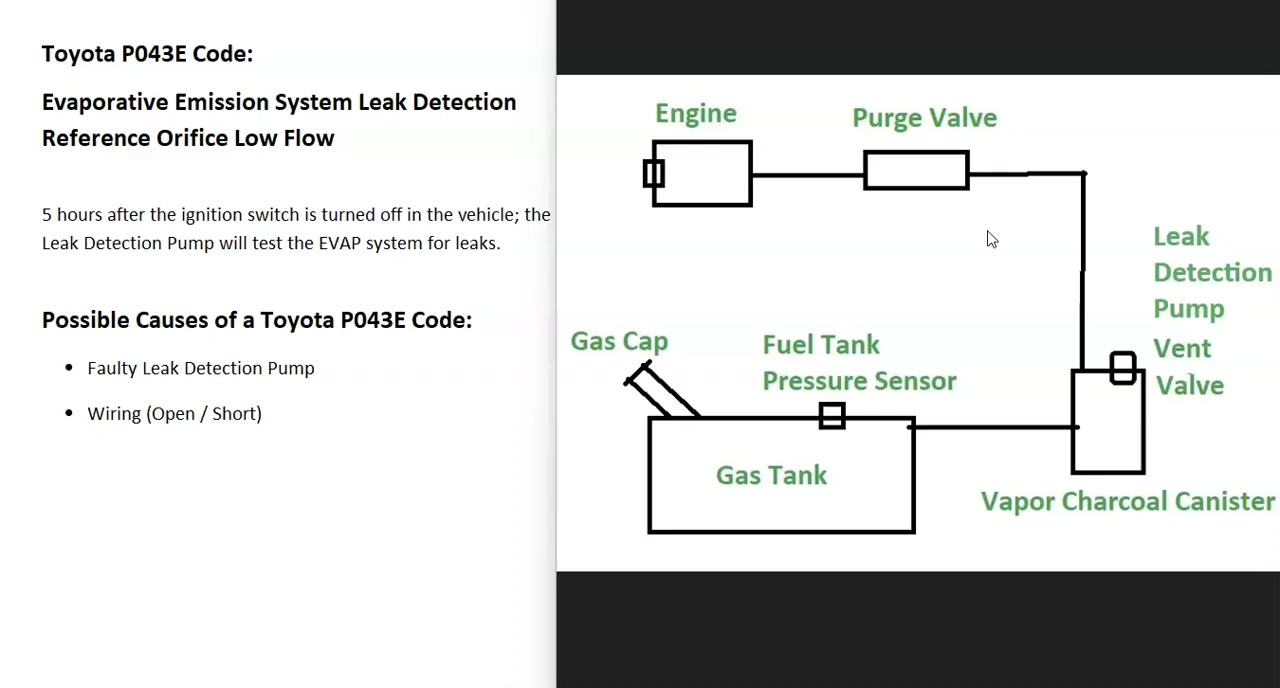 Toyota P043E Code:
Evaporative Emission System Leak Detection
Reference Orifice Low Flow
5 hours after the ignition switch is turned off in the vehicle; the
Leak Detection Pump will test the EVAP system for leaks.
Possible Causes of a Toyota P043E Code:
• Faulty Leak Detection Pump
• Wiring (Open / Short)
Engine
Purge Valve
Leak
Detection
Pump
Vent
Valve
Gas Cap
Fuel Tank
Pressure Sensor
Gas Tank
Vapor Charcoal Canister